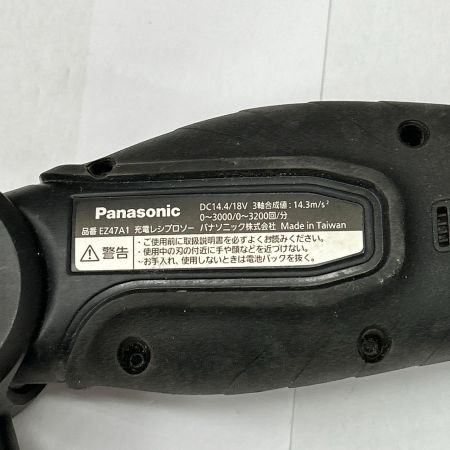 Panasonic DC14.4/18V 3軸合成値:14.3m/s²
0~3000/0~3200回/分
品番 EZ47A1 充電レシプロソー パナソニック株式会社 Made in Taiwan
警告
・ご使用前に取扱説明書を必ずよくお読みください。
・使用中の刃の付近に手や顔などを近づけない。
・お手入れ、使用しないときは電池パックを抜く。